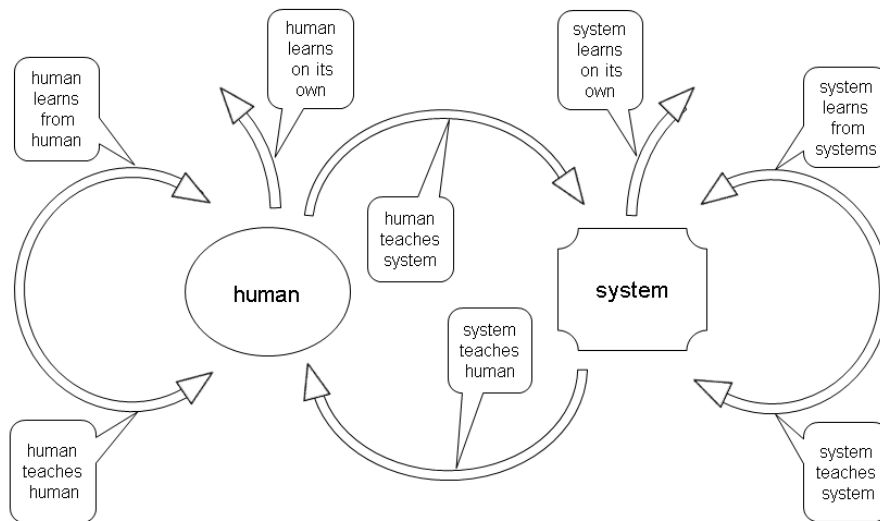 human
learns
on its
own
system
learns
on its
own
human
learns
from
human
system
learns
from
systems
human
teaches
system
human
system
system
teaches
human
human
teaches
human
system
teaches
system